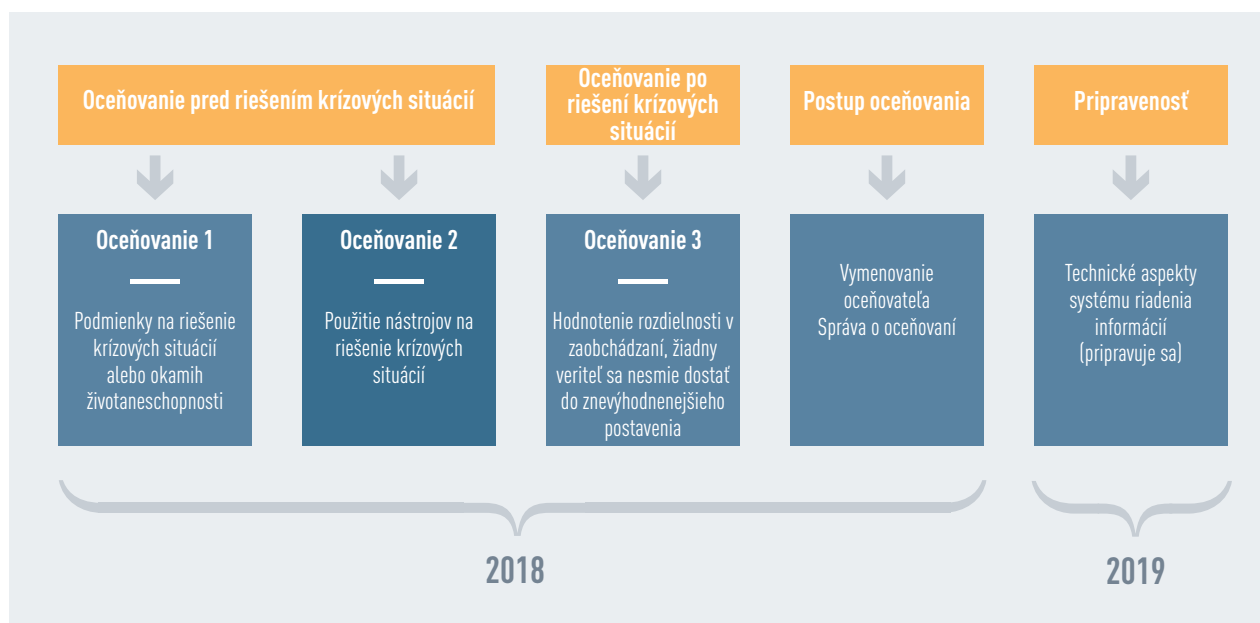 Oceňovanie pred riešením krízových situácií
Oceňovanie po
riešení krízových
situácií
Postup oceňovania
Pripravenosť
Oceňovanie 1
Podmienky na riešenie
krízových situácií
alebo okamih
životaneschopnosti
Oceňovanie 2
Použitie nástrojov na
riešenie krízových
situácií
Oceňovanie 3
Hodnotenie rozdielnosti v
zaobchádzaní, žiadny
veriteľ sa nesmie dostať
do znevýhodnenejšieho
postavenia
Vymenovanie
oceňovateľa
Správa o oceňovaní
Technické aspekty
systému riadenia
informácií
(pripravuje sa)
2018
2019